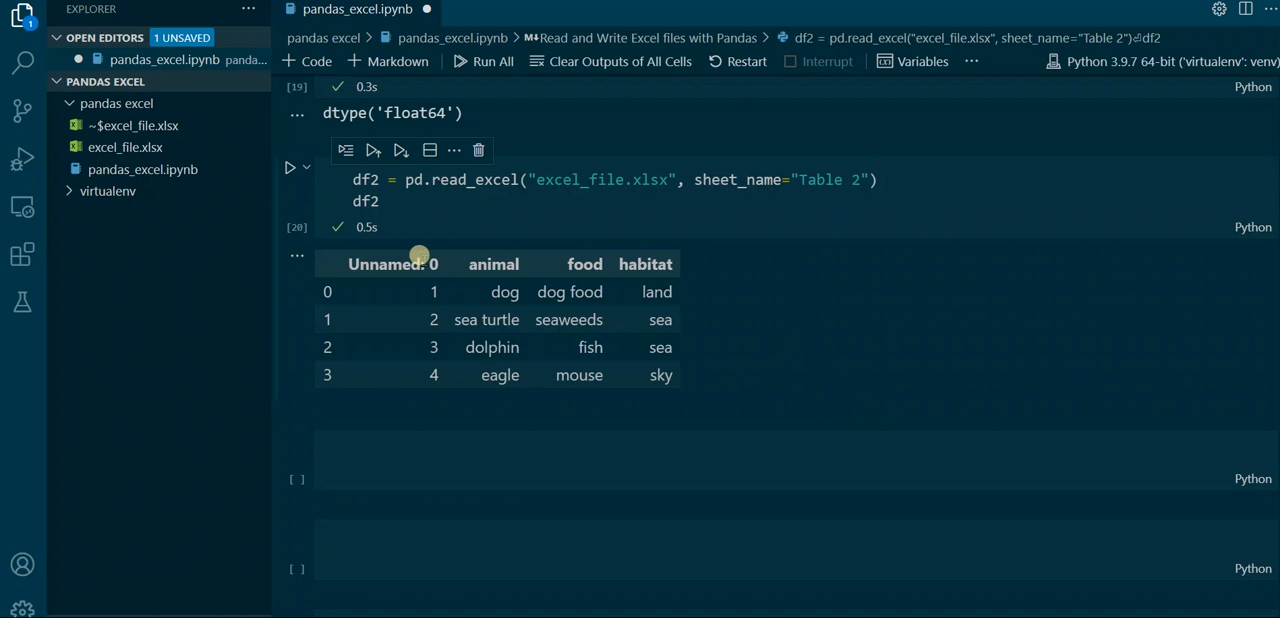 EXPLORER ...
OPEN EDITORS 1 UNSAVED
pandas_excel.ipynb panda...
PANDAS EXCEL
pandas excel
~$excel_file.xlsx
excel_file.xlsx
pandas_excel.ipynb
virtualenv
1
pandas_excel.ipynb
pandas excel > pandas_excel.ipynb > M↓Read and Write Excel files with Pandas > df2 = pd.read_excel("excel_file.xlsx", sheet_name="Table 2")⏎df2
+ Code + Markdown Run All Clear Outputs of All Cells Restart Interrupt Variables ... Python 3.9.7 64-bit ('virtualenv': venv)
[19] ✓ 0.3s Python
... dtype('float64')
df2 = pd.read_excel("excel_file.xlsx", sheet_name="Table 2")
df2
[20] ✓ 0.5s Python
... Unnamed: 0 animal food habitat
0 1 dog dog food land
1 2 sea turtle seaweeds sea
2 3 dolphin fish sea
3 4 eagle mouse sky
[ ] Python
[ ] Python